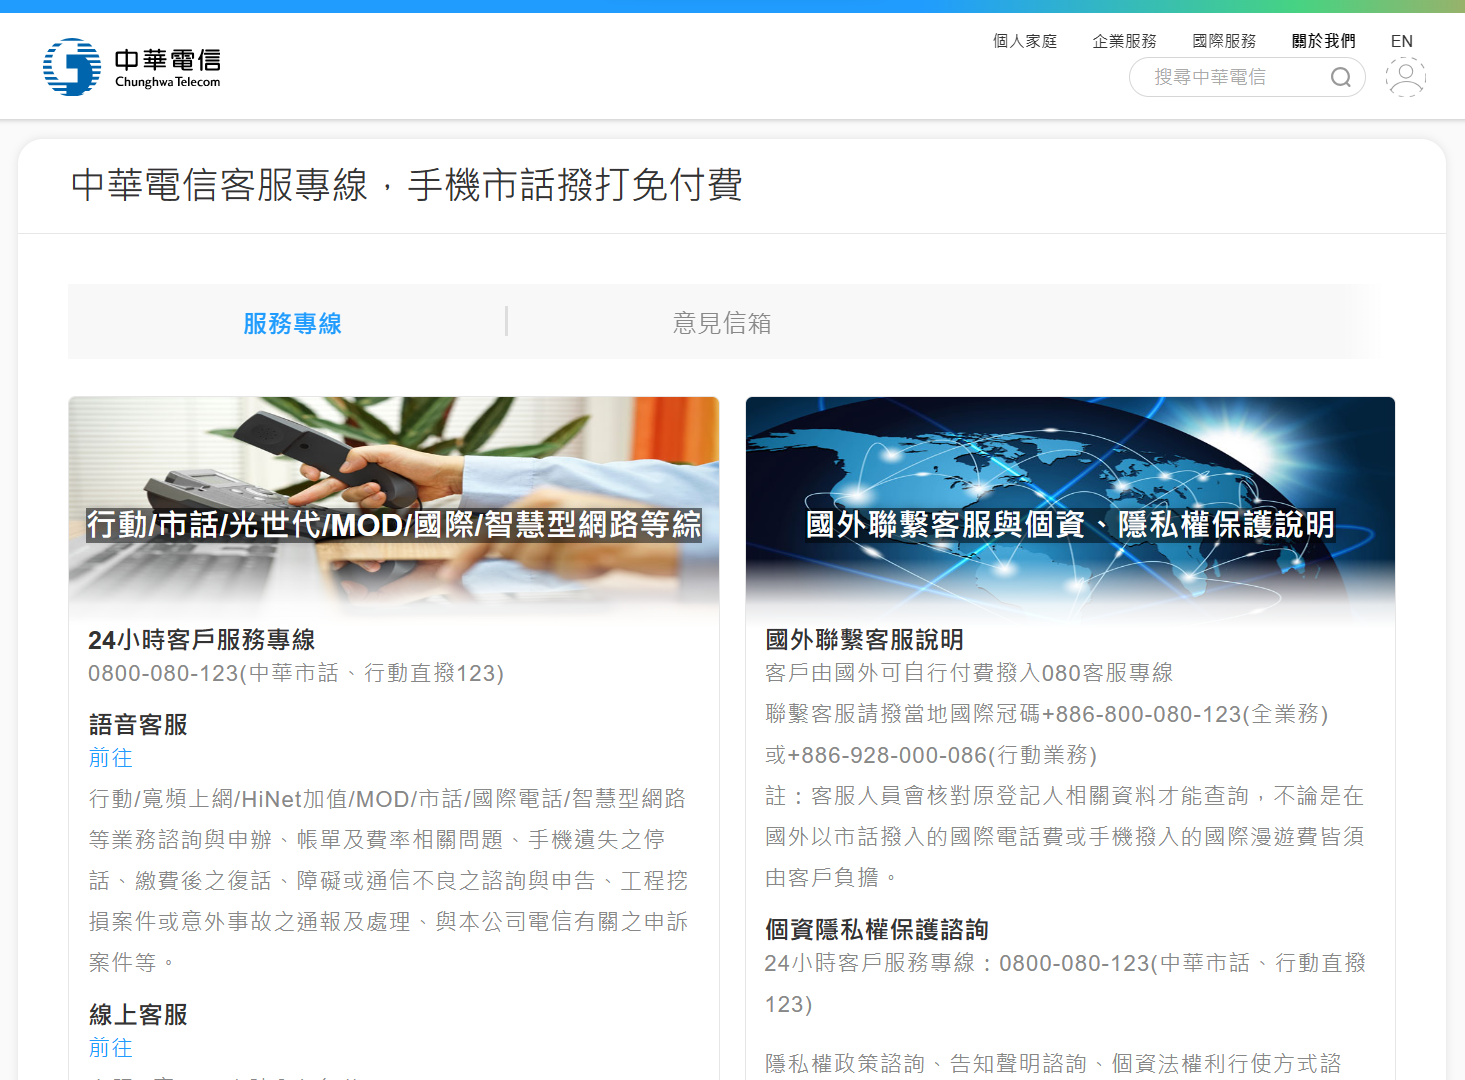 中華電信
Chunghwa Telecom
個人家庭 企業服務 國際服務 關於我們 EN
搜尋中華電信
中華電信客服專線，手機市話撥打免付費
服務專線 意見信箱
行動/市話/光世代/MOD/國際/智慧型網路等綜
24小時客戶服務專線
0800-080-123(中華市話、行動直撥123)
語音客服
前往
行動/寬頻上網/HiNet加值/MOD/市話/國際電話/智慧型網路
等業務諮詢與申辦、帳單及費率相關問題、手機遺失之停
話、繳費後之復話、障礙或通信不良之諮詢與申告、工程挖
損案件或意外事故之通報及處理、與本公司電信有關之申訴
案件等。
線上客服
前往
國外聯繫客服與個資、隱私權保護說明
國外聯繫客服說明
客戶由國外可自行付費撥入080客服專線
聯繫客服請撥當地國際冠碼+886-800-080-123(全業務)
或+886-928-000-086(行動業務)
註：客服人員會核對原登記人相關資料才能查詢，不論是在
國外以市話撥入的國際電話費或手機撥入的國際漫遊費皆須
由客戶負擔。
個資隱私權保護諮詢
24小時客戶服務專線：0800-080-123(中華市話、行動直撥
123)
隱私權政策諮詢、告知聲明諮詢、個資法權利行使方式諮